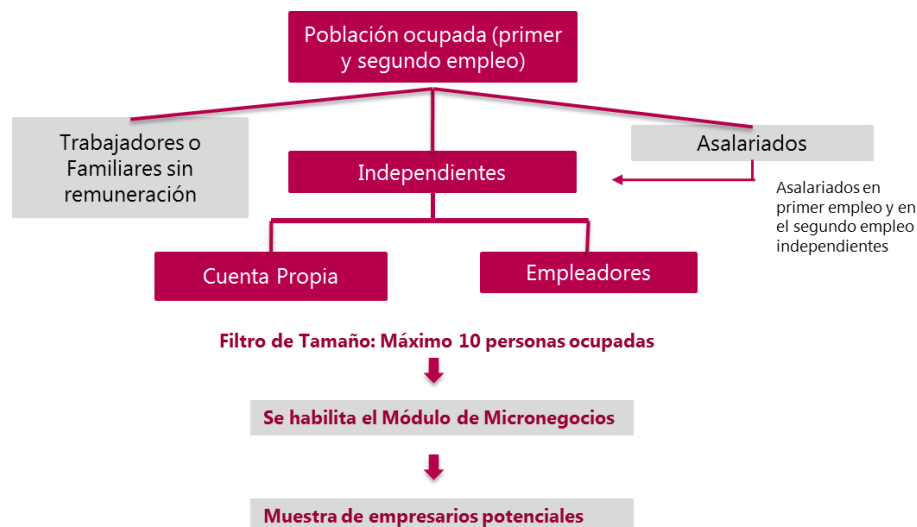 Población ocupada (primer
y segundo empleo)
Trabajadores o
Familiares sin
remuneración
Independientes
Asalariados
Asalariados en
primer empleo y en
el segundo empleo
independientes
Cuenta Propia
Empleadores
Filtro de Tamaño: Máximo 10 personas ocupadas
Se habilita el Módulo de Micronegocios
Muestra de empresarios potenciales